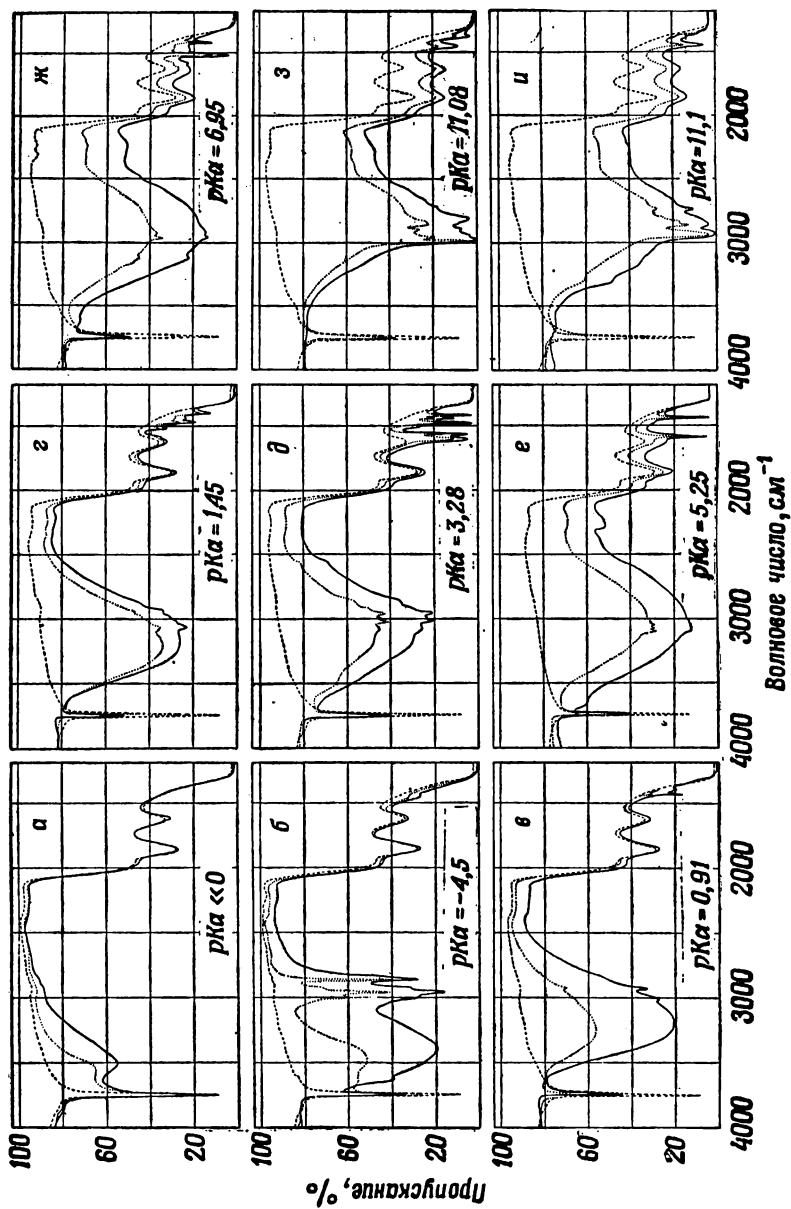 Пропускание, %
100
60
20
а
pKa ≪0
100
60
20
б
pKa=-4,5
100
60
20
в
pKa=0,91
4000
3000
2000
г
pKa=1,45
д
pKa=3,28
е
pKa=5,25
4000
3000
2000
ж
pKa=6,95
з
pKa=11,08
и
pKa=11,1
4000
3000
2000
Волновое число, см⁻¹